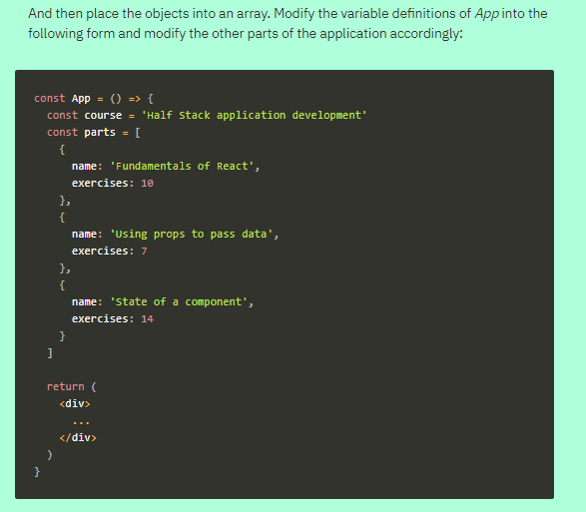 And then place the objects into an array. Modify the variable definitions of App into the
following form and modify the other parts of the application accordingly:
const App = () => {
  const course = 'Half Stack application development'
  const parts = [
    {
      name: 'Fundamentals of React',
      exercises: 10
    },
    {
      name: 'Using props to pass data',
      exercises: 7
    },
    {
      name: 'State of a component',
      exercises: 14
    }
  ]
  return (
    <div>
      ...
    </div>
  )
}